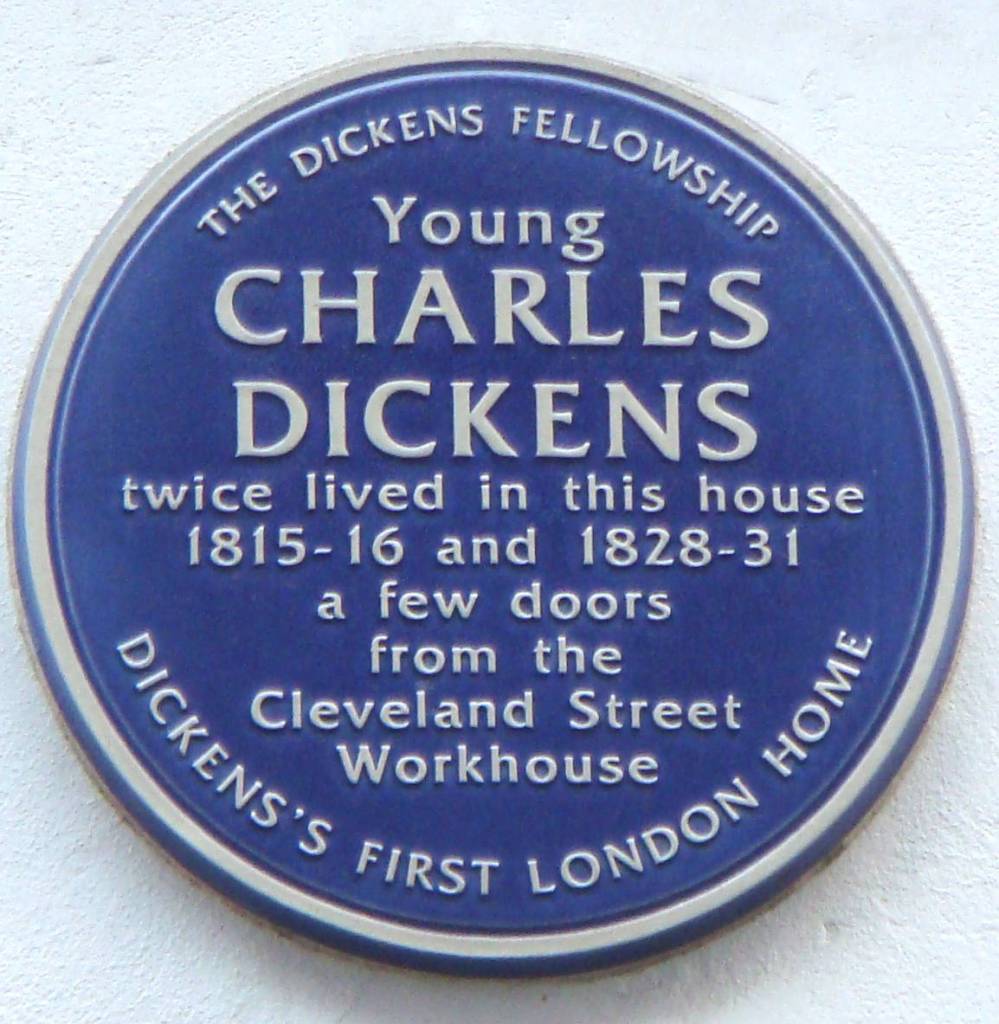 THE DICKENS FELLOWSHIP
Young
CHARLES
DICKENS
twice lived in this house
1815-16 and 1828-31
a few doors
from the
Cleveland Street
Workhouse
DICKENS'S FIRST LONDON HOME